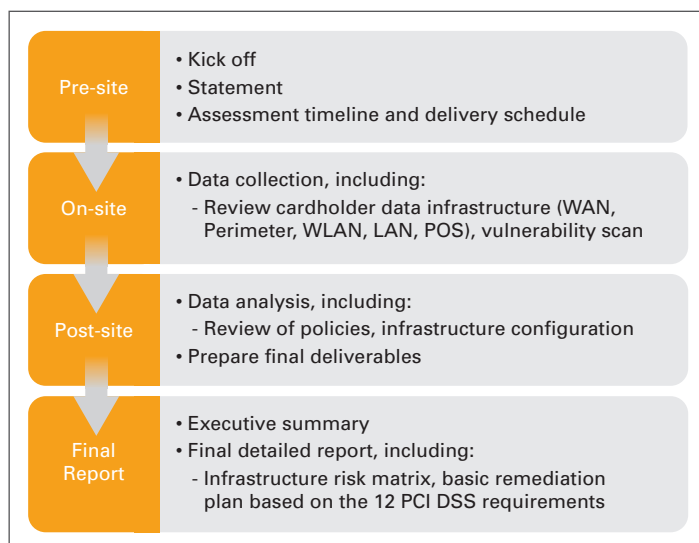 Pre-site
• Kick off
• Statement
• Assessment timeline and delivery schedule
On-site
• Data collection, including:
- Review cardholder data infrastructure (WAN,
Perimeter, WLAN, LAN, POS), vulnerability scan
Post-site
• Data analysis, including:
- Review of policies, infrastructure configuration
• Prepare final deliverables
Final
Report
• Executive summary
• Final detailed report, including:
- Infrastructure risk matrix, basic remediation
plan based on the 12 PCI DSS requirements